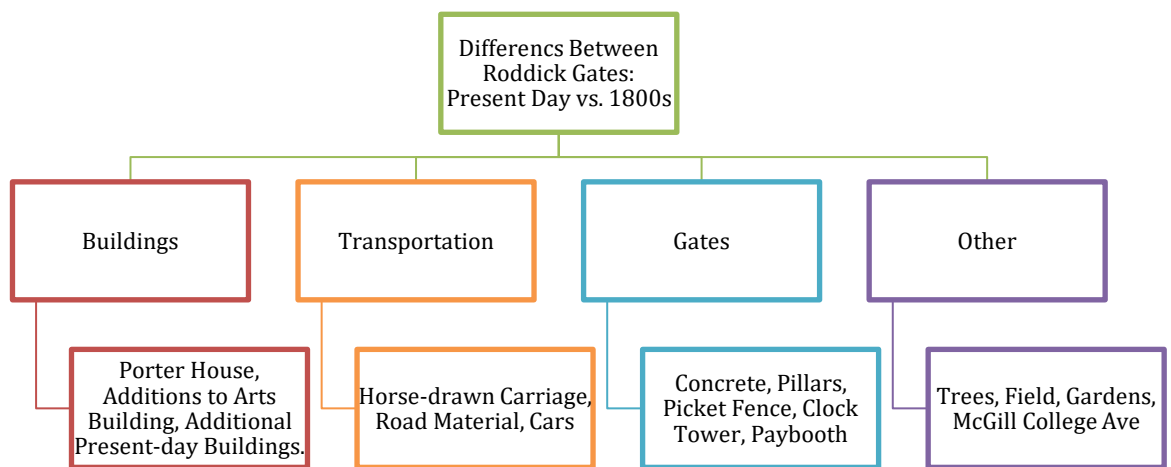 Differencs Between
Roddick Gates:
Present Day vs. 1800s
Buildings
Transportation
Gates
Other
Porter House,
Additions to Arts
Building, Additional
Present-day Buildings.
Horse-drawn Carriage,
Road Material, Cars
Concrete, Pillars,
Picket Fence, Clock
Tower, Paybooth
Trees, Field, Gardens,
McGill College Ave